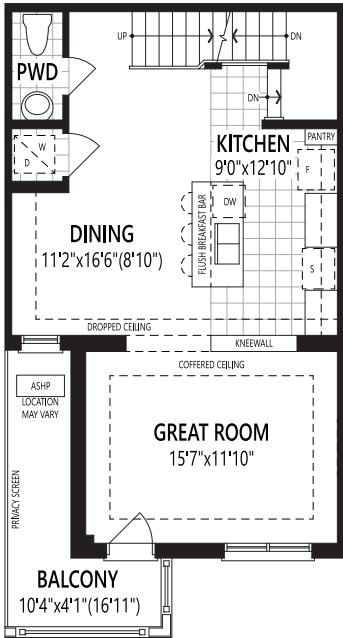 UP
DN
PWD
DN
W
D
KITCHEN
9'0"x12'10"
PANTRY
F
DINING
11'2"x16'6"(8'10")
FLUSH BREAKFAST BAR
DW
S
DROPPED CEILING
KNEEWALL
COFFERED CEILING
ASHP
LOCATION
MAY VARY
GREAT ROOM
15'7"x11'10"
PRIVACY SCREEN
BALCONY
10'4"x4'1"(16'11")